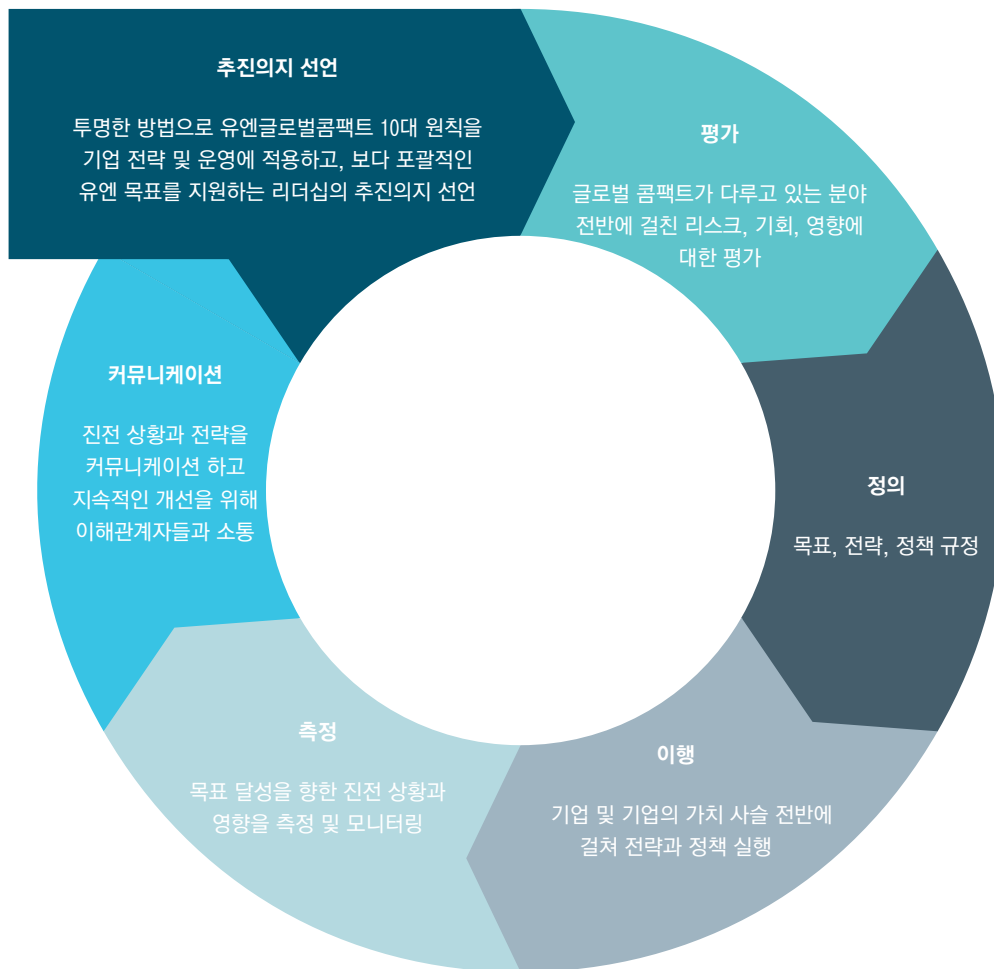 추진의지 선언
투명한 방법으로 유엔글로벌콤팩트 10대 원칙을
기업 전략 및 운영에 적용하고, 보다 포괄적인
유엔 목표를 지원하는 리더십의 추진의지 선언
평가
글로벌 콤팩트가 다루고 있는 분야
전반에 걸친 리스크, 기회, 영향에
대한 평가
정의
목표, 전략, 정책 규정
이행
기업 및 기업의 가치 사슬 전반에
걸쳐 전략과 정책 실행
측정
목표 달성을 향한 진전 상황과
영향을 측정 및 모니터링
커뮤니케이션
진전 상황과 전략을
커뮤니케이션 하고
지속적인 개선을 위해
이해관계자들과 소통